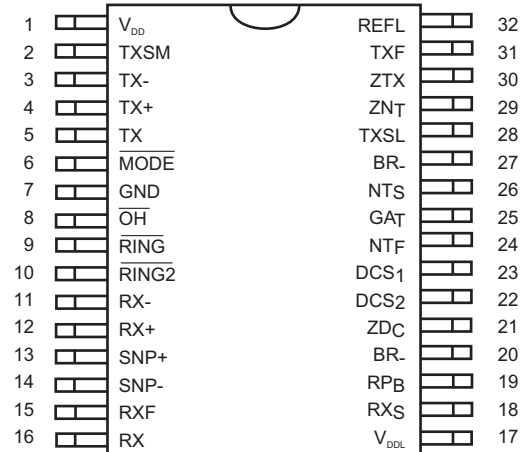 1 VDD REFL 32
2 TXSM TXF 31
3 TX- ZTX 30
4 TX+ ZNT 29
5 TX TXSL 28
6 MODE BR- 27
7 GND NTS 26
8 OH GAT 25
9 RING NTF 24
10 RING2 DCS1 23
11 RX- DCS2 22
12 RX+ ZDC 21
13 SNP+ BR- 20
14 SNP- RPB 19
15 RXF RXS 18
16 RX VDDL 17